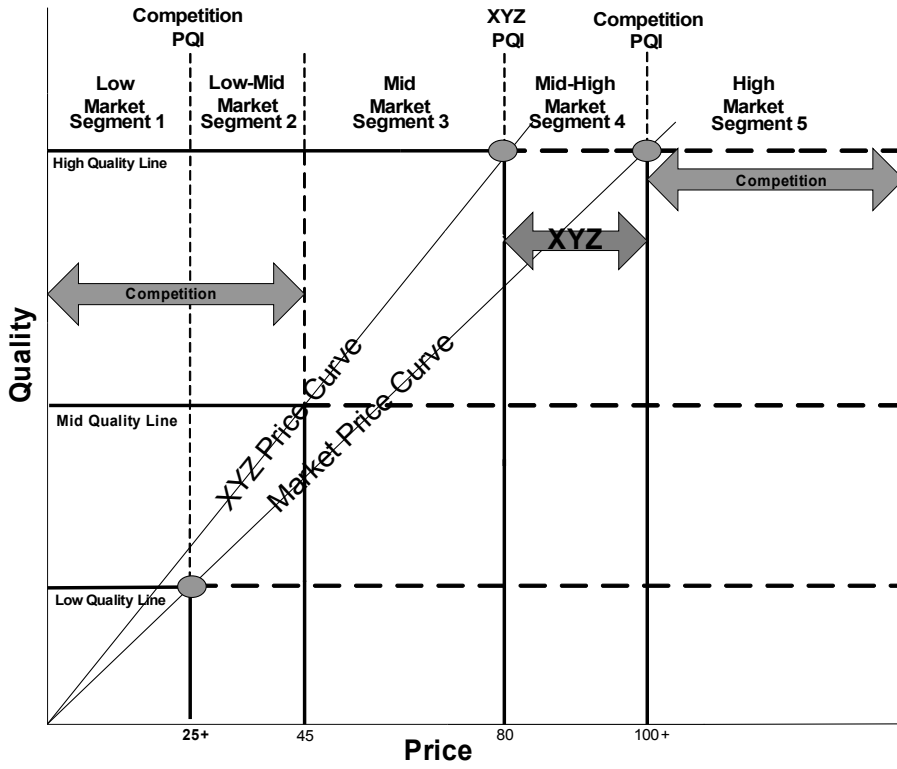 Competition
PQI
XYZ
PQI
Competition
PQI
Low
Market
Segment 1
Low-Mid
Market
Segment 2
Mid
Market
Segment 3
Mid-High
Market
Segment 4
High
Market
Segment 5
High Quality Line
Competition
XYZ
Competition
Quality
XYZ Price Curve
Market Price Curve
Mid Quality Line
Low Quality Line
25+
45
80
100+
Price